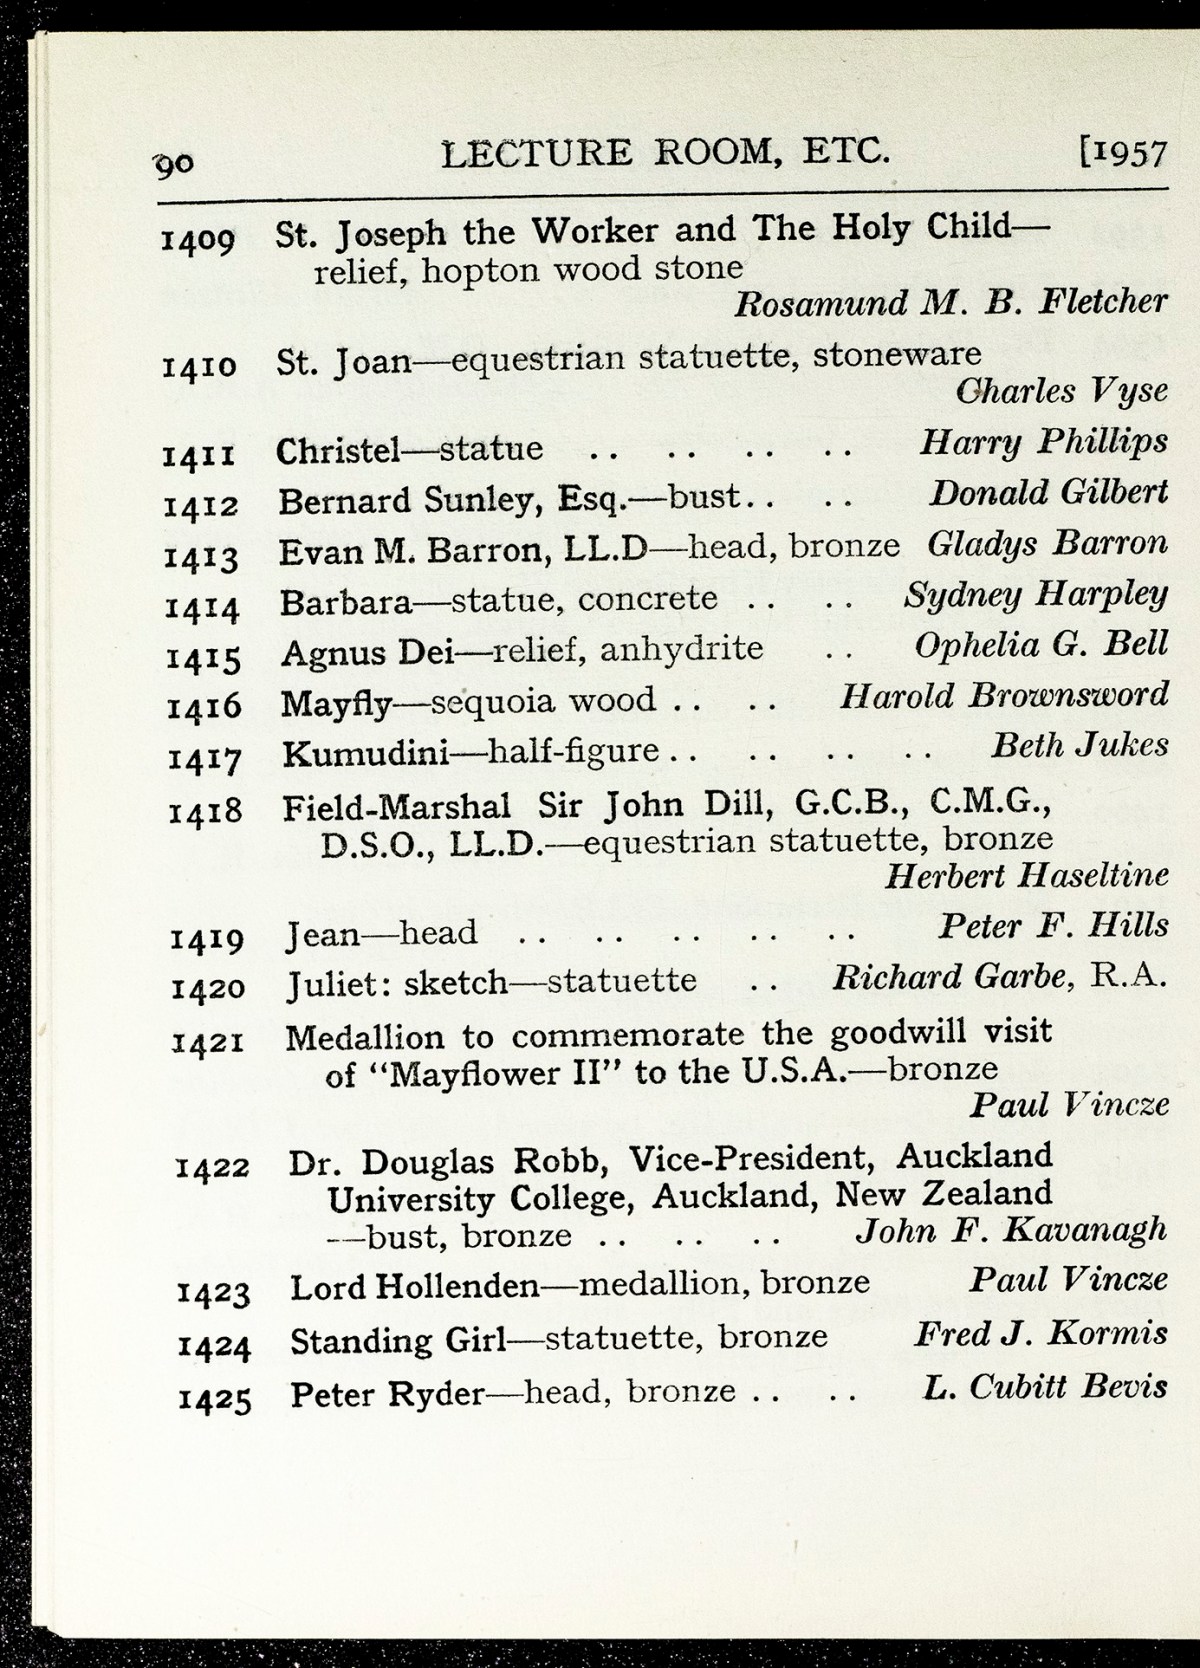 90 LECTURE ROOM, ETC. [1957
1409 St. Joseph the Worker and The Holy Child—
relief, hopton wood stone
Rosamund M. B. Fletcher
1410 St. Joan—equestrian statuette, stoneware
Charles Vyse
1411 Christel—statue .. .. .. .. Harry Phillips
1412 Bernard Sunley, Esq.—bust.. .. Donald Gilbert
1413 Evan M. Barron, LL.D—head, bronze Gladys Barron
1414 Barbara—statue, concrete .. .. Sydney Harpley
1415 Agnus Dei—relief, anhydrite .. Ophelia G. Bell
1416 Mayfly—sequoia wood .. .. Harold Brownsword
1417 Kumudini—half-figure .. .. .. .. Beth Jukes
1418 Field-Marshal Sir John Dill, G.C.B., C.M.G.,
D.S.O., LL.D.—equestrian statuette, bronze
Herbert Haseltine
1419 Jean—head .. .. .. .. .. Peter F. Hills
1420 Juliet: sketch—statuette .. Richard Garbe, R.A.
1421 Medallion to commemorate the goodwill visit
of “Mayflower II” to the U.S.A.—bronze
Paul Vincze
1422 Dr. Douglas Robb, Vice-President, Auckland
University College, Auckland, New Zealand
—bust, bronze .. .. .. John F. Kavanagh
1423 Lord Hollenden—medallion, bronze Paul Vincze
1424 Standing Girl—statuette, bronze Fred J. Kormis
1425 Peter Ryder—head, bronze .. .. L. Cubitt Bevis